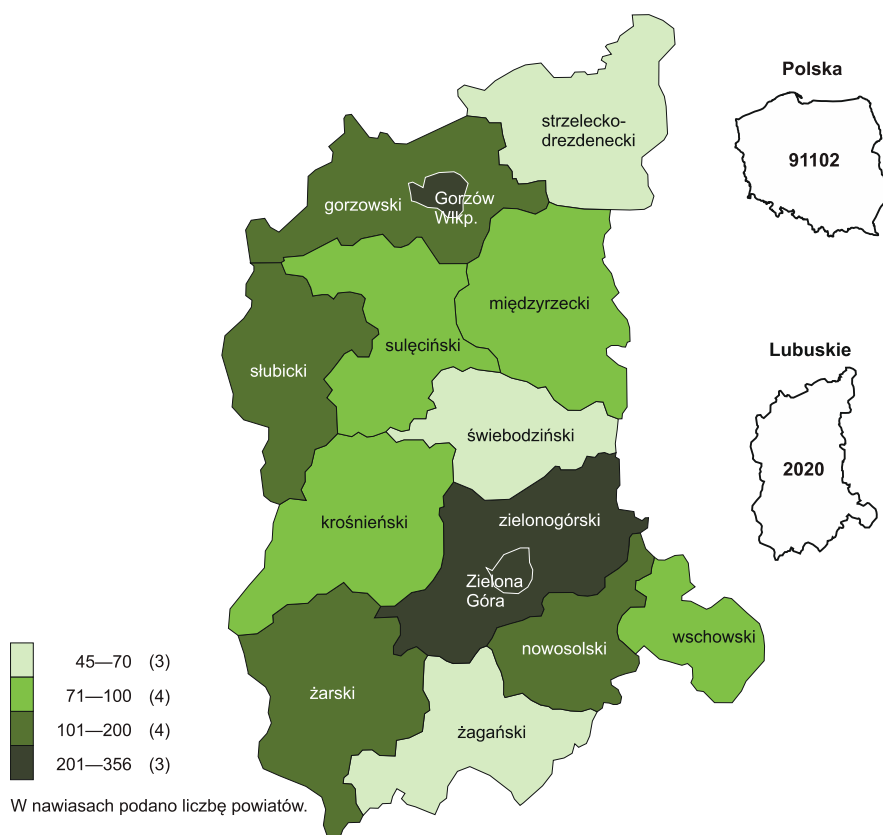 Polska
91102
strzelecko-
drezdenecki
gorzowski
Gorzów
Wlkp.
międzyrzecki
sulęciński
słubicki
Lubuskie
2020
świebodziński
krośnieński
zielonogórski
Zielona
Góra
wschowski
nowosolski
żarski
żagański
45—70 (3)
71—100 (4)
101—200 (4)
201—356 (3)
W nawiasach podano liczbę powiatów.